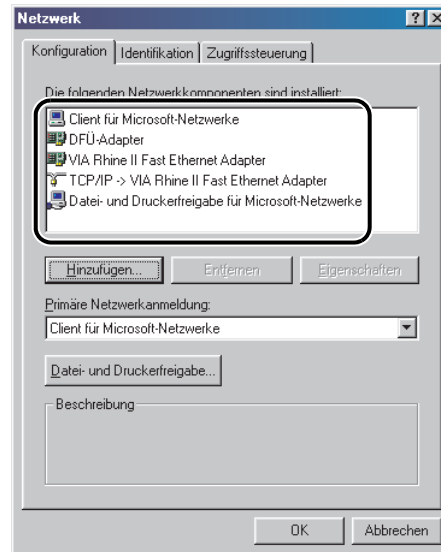 Netzwerk
Konfiguration Identifikation Zugriffssteuerung
Die folgenden Netzwerkkomponenten sind installiert:
Client für Microsoft-Netzwerke
DFÜ-Adapter
VIA Rhine II Fast Ethernet Adapter
TCP/IP -> VIA Rhine II Fast Ethernet Adapter
Datei- und Druckerfreigabe für Microsoft-Netzwerke
Hinzufügen... Entfernen Eigenschaften
Primäre Netzwerkanmeldung:
Client für Microsoft-Netzwerke
Datei- und Druckerfreigabe...
Beschreibung
OK Abbrechen